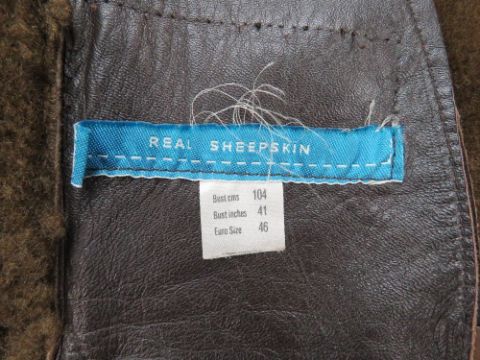 REAL SHEEPSKIN
Bust cms 104
Bust inches 41
Euro Size 46